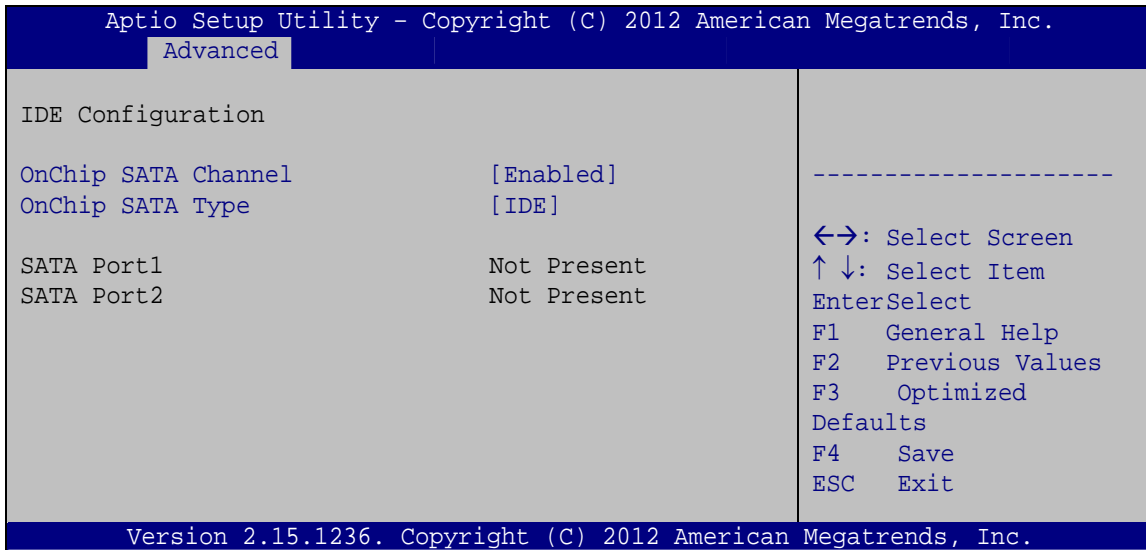 Aptio Setup Utility – Copyright (C) 2012 American Megatrends, Inc.
Advanced
IDE Configuration
OnChip SATA Channel [Enabled]
OnChip SATA Type [IDE]
SATA Port1 Not Present
SATA Port2 Not Present
---------------------
←→: Select Screen
↑ ↓: Select Item
EnterSelect
F1 General Help
F2 Previous Values
F3 Optimized
Defaults
F4 Save
ESC Exit
Version 2.15.1236. Copyright (C) 2012 American Megatrends, Inc.